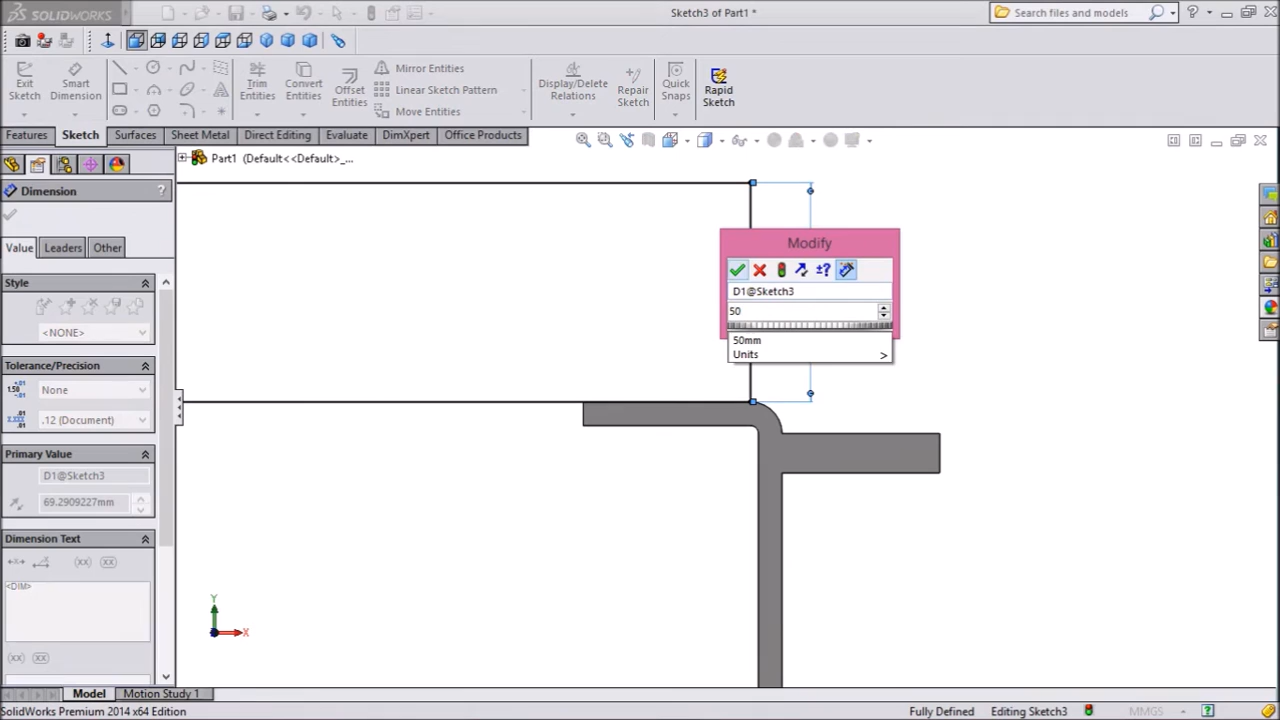 SOLIDWORKS
Sketch3 of Part1 *
Search files and models
Exit Sketch
Smart Dimension
Trim Entities
Convert Entities
Offset Entities
Mirror Entities
Linear Sketch Pattern
Move Entities
Display/Delete Relations
Repair Sketch
Quick Snaps
Rapid Sketch
Features
Sketch
Surfaces
Sheet Metal
Direct Editing
Evaluate
DimXpert
Office Products
Part1 (Default<<Default>_...
Dimension
?
Value
Leaders
Other
Style
<NONE>
Tolerance/Precision
None
.12 (Document)
Primary Value
D1@Sketch3
69.2909227mm
Dimension Text
<DIM>
Modify
D1@Sketch3
50
50mm
Units >
Y
X
Model
Motion Study 1
SolidWorks Premium 2014 x64 Edition
Fully Defined
Editing Sketch3
MMGS